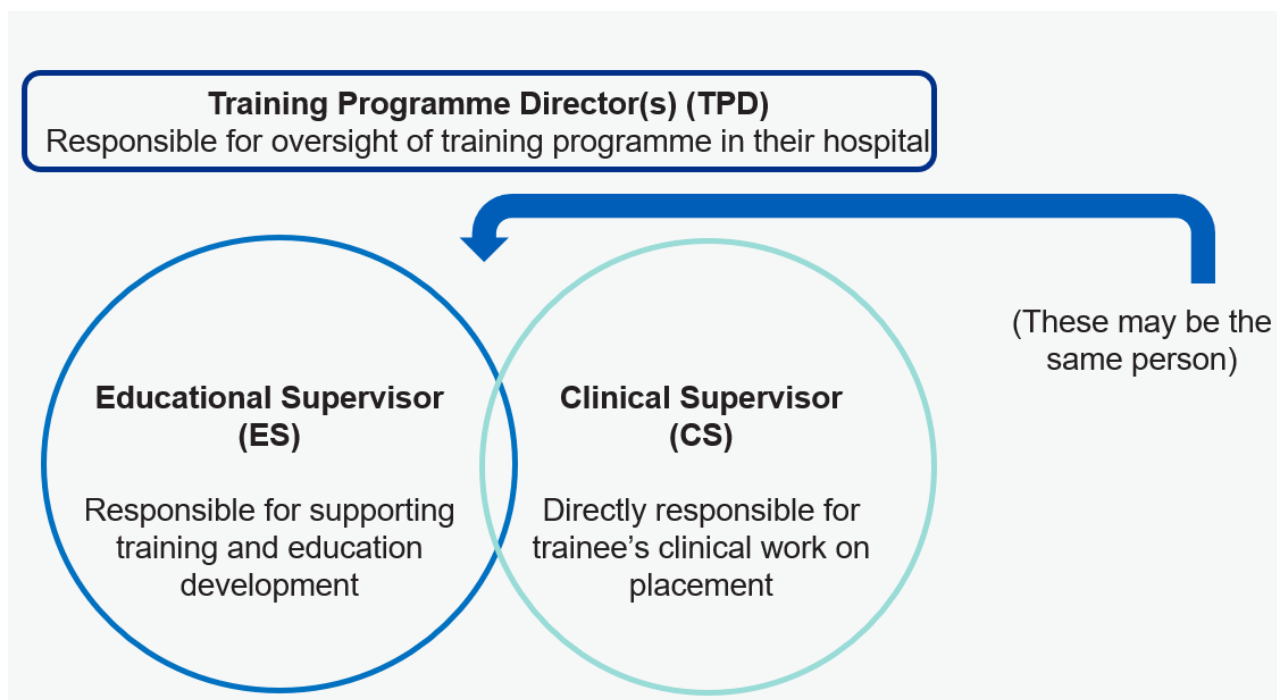 Training Programme Director(s) (TPD)
Responsible for oversight of training programme in their hospital
(These may be the
same person)
Educational Supervisor
(ES)
Responsible for supporting
training and education
development
Clinical Supervisor
(CS)
Directly responsible for
trainee’s clinical work on
placement